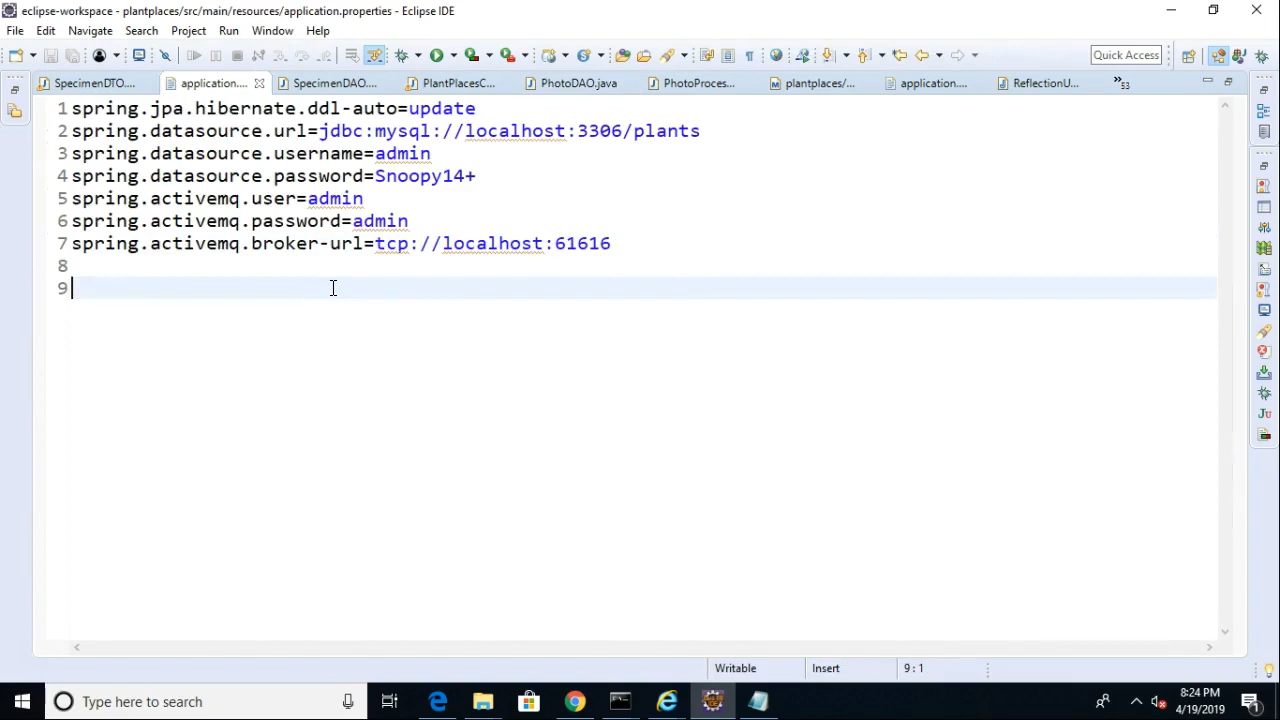 eclipse-workspace - plantplaces/src/main/resources/application.properties - Eclipse IDE
File Edit Navigate Search Project Run Window Help
Quick Access
SpecimenDTO.... application.... SpecimenDAO.... PlantPlacesC... PhotoDAO.java PhotoProces... plantplaces/... application.... ReflectionU... »53
1 spring.jpa.hibernate.ddl-auto=update
2 spring.datasource.url=jdbc:mysql://localhost:3306/plants
3 spring.datasource.username=admin
4 spring.datasource.password=Snoopy14+
5 spring.activemq.user=admin
6 spring.activemq.password=admin
7 spring.activemq.broker-url=tcp://localhost:61616
8
9
Writable Insert 9 : 1
Type here to search
8:24 PM
4/19/2019